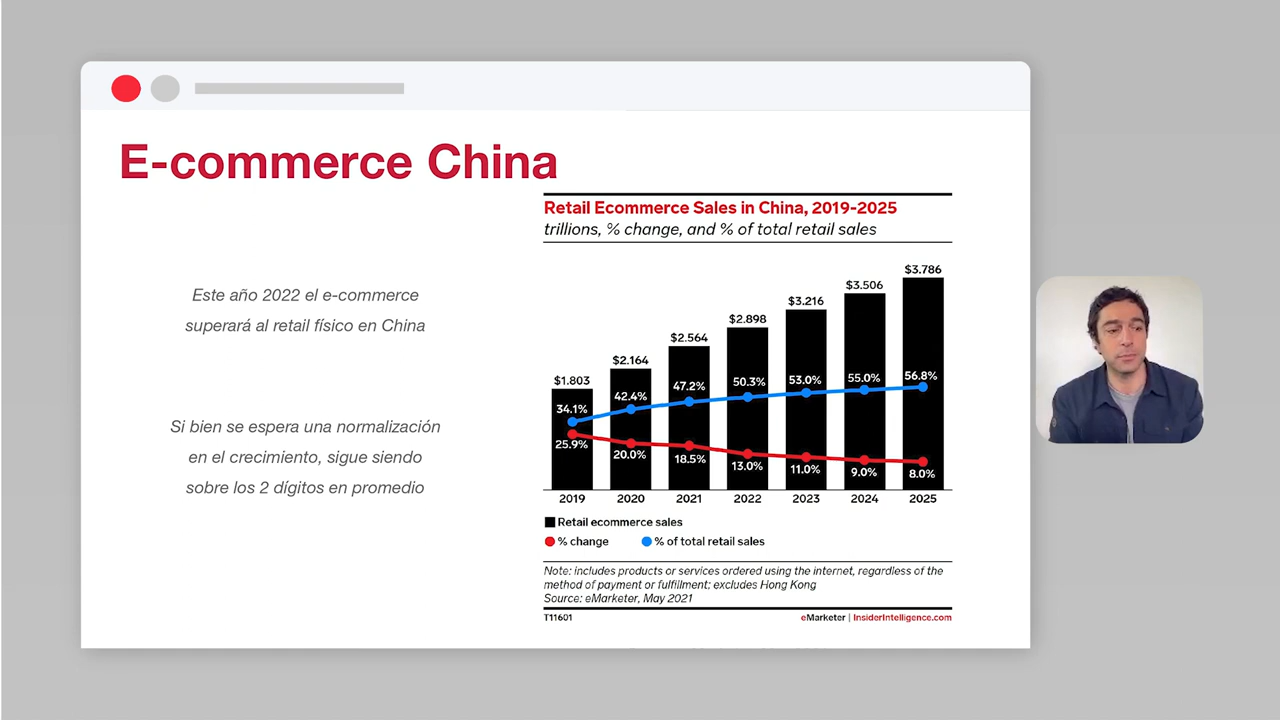 E-commerce China
Este año 2022 el e-commerce
superará al retail físico en China
Si bien se espera una normalización
en el crecimiento, sigue siendo
sobre los 2 dígitos en promedio
Retail Ecommerce Sales in China, 2019-2025
trillions, % change, and % of total retail sales
$1.803
$2.164
$2.564
$2.898
$3.216
$3.506
$3.786
34.1%
42.4%
47.2%
50.3%
53.0%
55.0%
56.8%
25.9%
20.0%
18.5%
13.0%
11.0%
9.0%
8.0%
2019 2020 2021 2022 2023 2024 2025
Retail ecommerce sales
% change % of total retail sales
Note: includes products or services ordered using the internet, regardless of the
method of payment or fulfillment; excludes Hong Kong
Source: eMarketer, May 2021
T11601 eMarketer | InsiderIntelligence.com